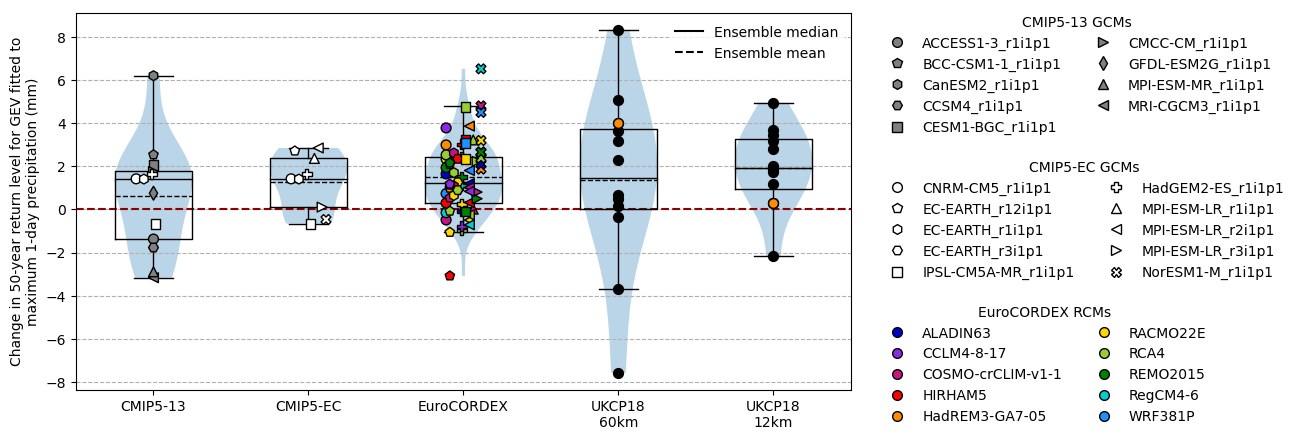 Change in 50-year return level for GEV fitted to
maximum 1-day precipitation (mm)
8
6
4
2
0
−2
−4
−6
−8
CMIP5-13
CMIP5-EC
EuroCORDEX
UKCP18
60km
UKCP18
12km
Ensemble median
Ensemble mean
CMIP5-13 GCMs
ACCESS1-3_r1i1p1
BCC-CSM1-1_r1i1p1
CanESM2_r1i1p1
CCSM4_r1i1p1
CESM1-BGC_r1i1p1
CMCC-CM_r1i1p1
GFDL-ESM2G_r1i1p1
MPI-ESM-MR_r1i1p1
MRI-CGCM3_r1i1p1
CMIP5-EC GCMs
CNRM-CM5_r1i1p1
EC-EARTH_r12i1p1
EC-EARTH_r1i1p1
EC-EARTH_r3i1p1
IPSL-CM5A-MR_r1i1p1
HadGEM2-ES_r1i1p1
MPI-ESM-LR_r1i1p1
MPI-ESM-LR_r2i1p1
MPI-ESM-LR_r3i1p1
NorESM1-M_r1i1p1
EuroCORDEX RCMs
ALADIN63
CCLM4-8-17
COSMO-crCLIM-v1-1
HIRHAM5
HadREM3-GA7-05
RACMO22E
RCA4
REMO2015
RegCM4-6
WRF381P